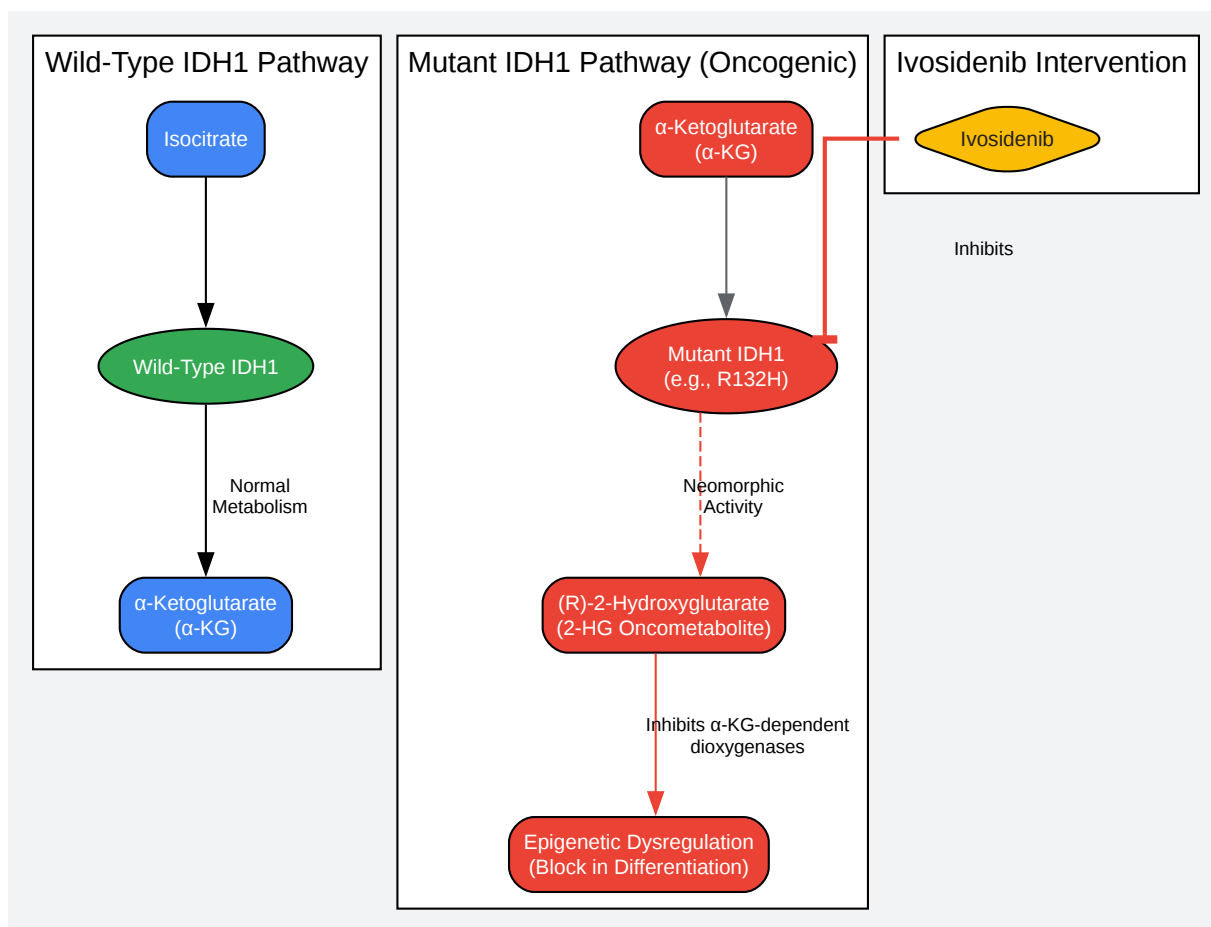 Wild-Type IDH1 Pathway
Isocitrate
Wild-Type IDH1
Normal
Metabolism
α-Ketoglutarate
(α-KG)
Mutant IDH1 Pathway (Oncogenic)
α-Ketoglutarate
(α-KG)
Mutant IDH1
(e.g., R132H)
Neomorphic
Activity
(R)-2-Hydroxyglutarate
(2-HG Oncometabolite)
Inhibits α-KG-dependent
dioxygenases
Epigenetic Dysregulation
(Block in Differentiation)
Ivosidenib Intervention
Ivosidenib
Inhibits